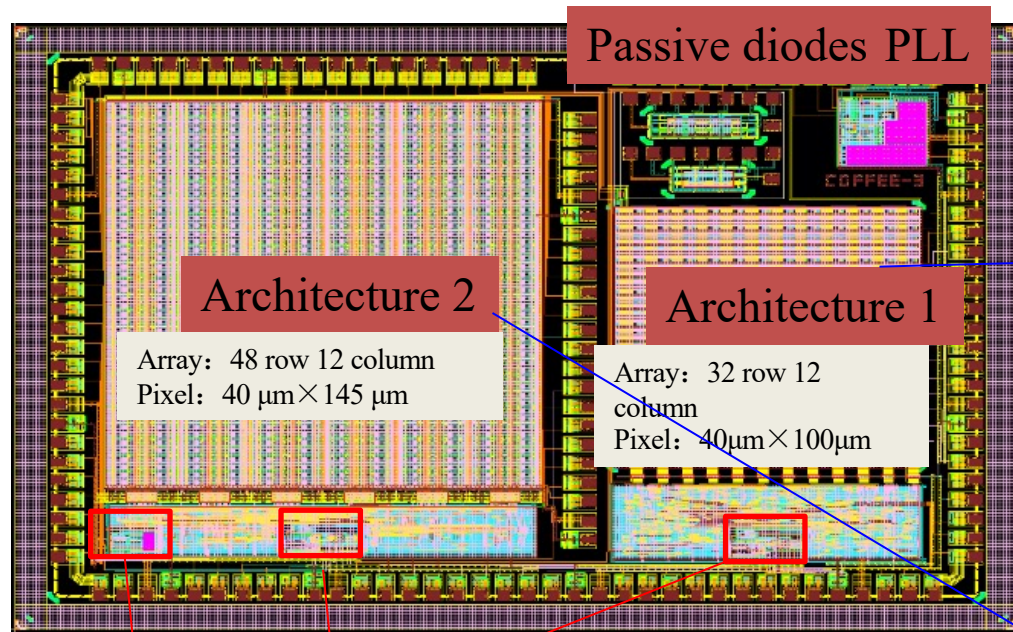 Passive diodes PLL
COFFEE-3
Architecture 2
Array：48 row 12 column
Pixel：40 μm×145 μm
Architecture 1
Array：32 row 12
column
Pixel：40μm×100μm